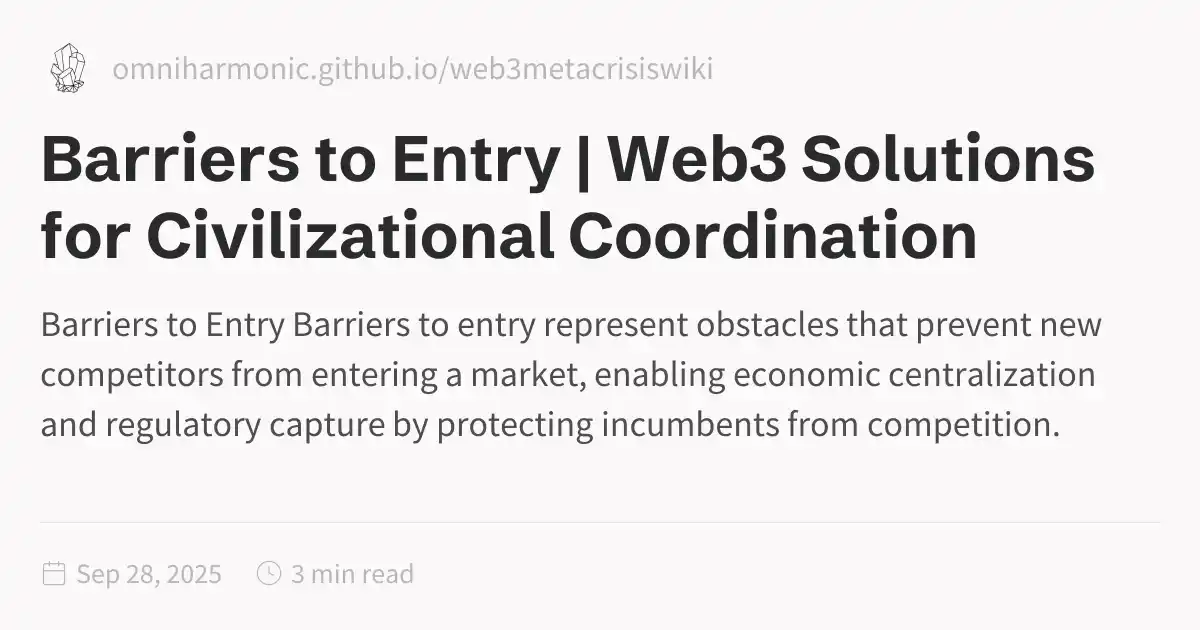 omniharmonic.github.io/web3metacrisiswiki
Barriers to Entry | Web3 Solutions
for Civilizational Coordination
Barriers to Entry Barriers to entry represent obstacles that prevent new
competitors from entering a market, enabling economic centralization
and regulatory capture by protecting incumbents from competition.
Sep 28, 2025 3 min read